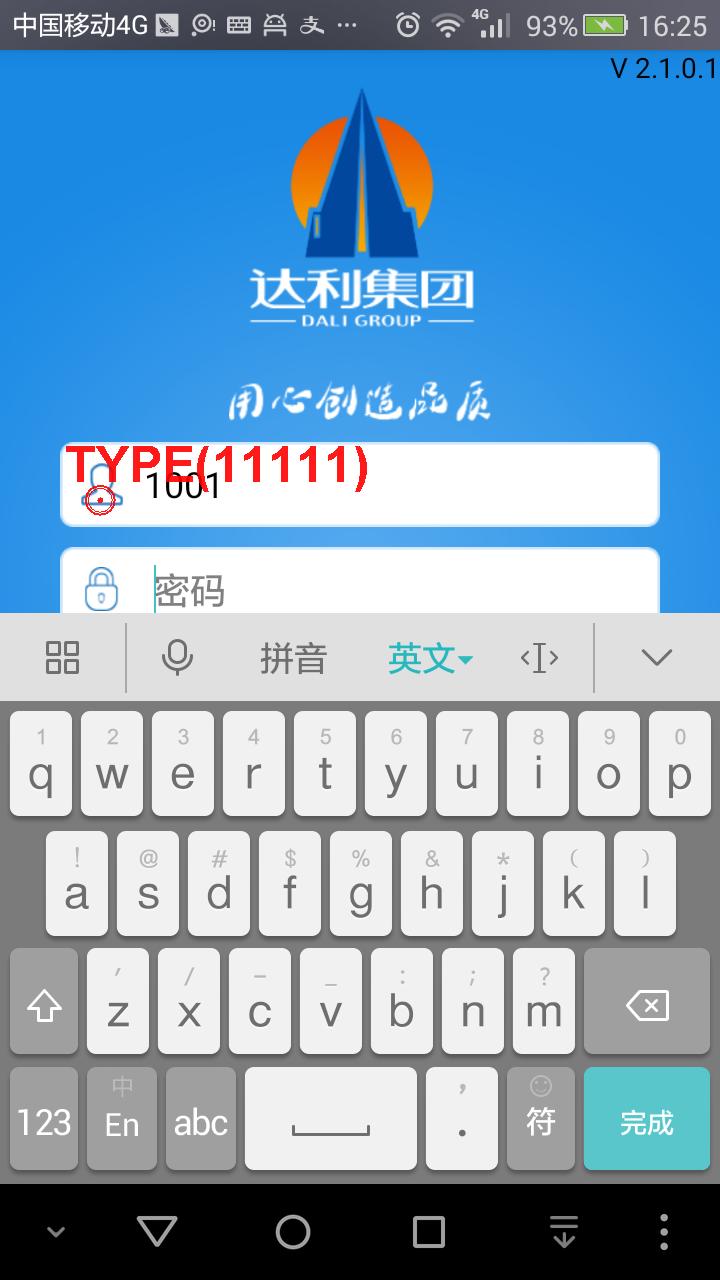 中国移动4G 4G 93% 16:25
V 2.1.0.1
达利集团
DALI GROUP
用心创造品质
TYPE(11111)
1001
密码
拼音 英文
1 2 3 4 5 6 7 8 9 0
q w e r t y u i o p
! @ # $ % & * ( )
a s d f g h j k l
' / - _ : ; ?
z x c v b n m
中 ,
123 En abc . 符 完成